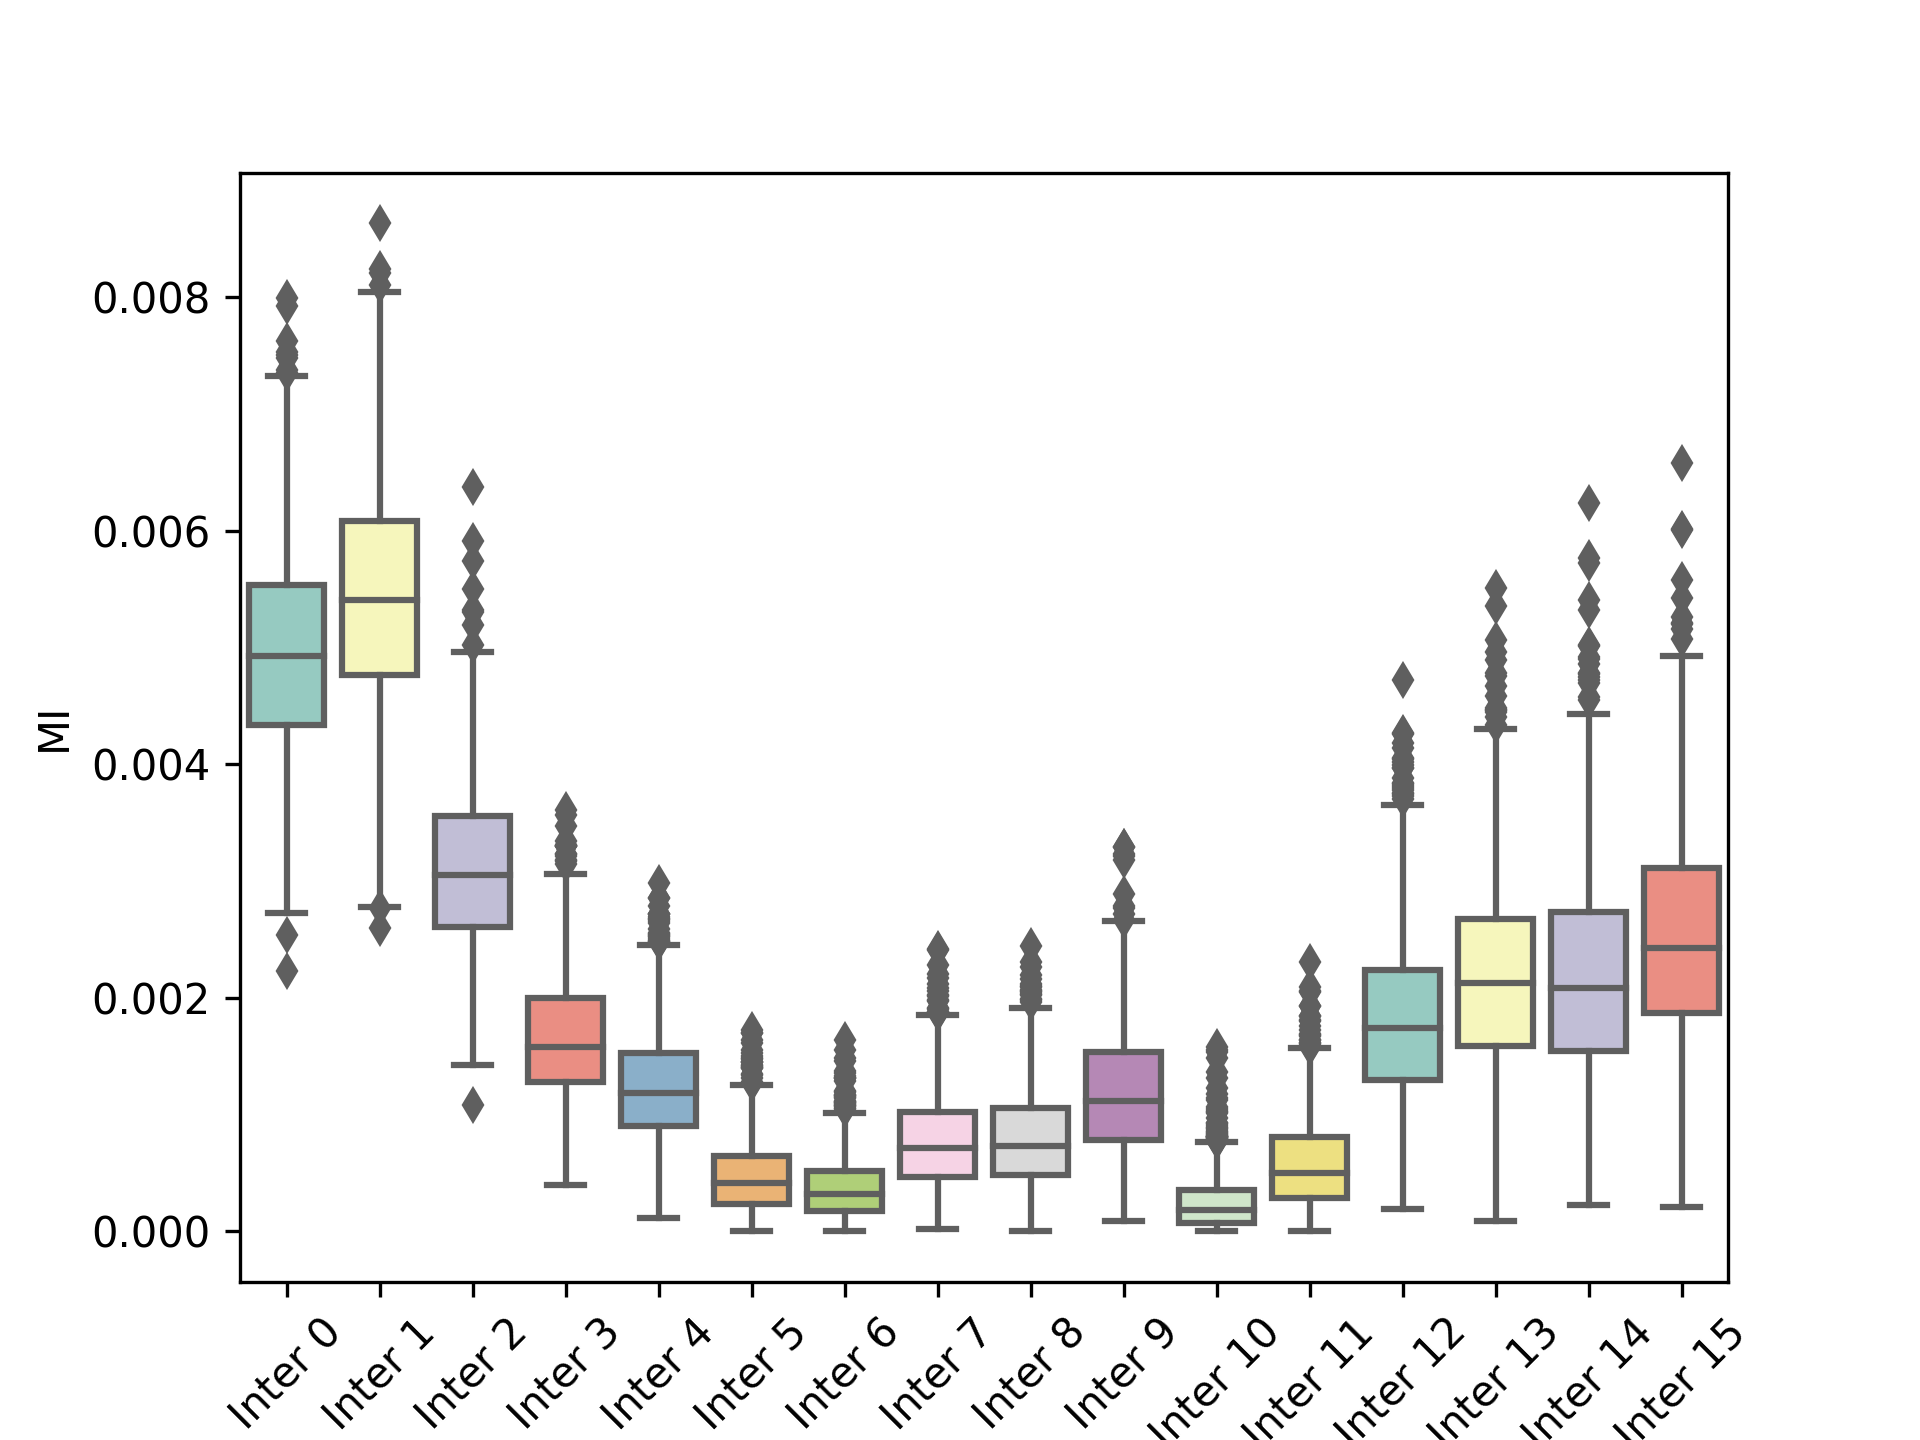 0.008
0.006
0.004
0.002
0.000
MI
Inter 0
Inter 1
Inter 2
Inter 3
Inter 4
Inter 5
Inter 6
Inter 7
Inter 8
Inter 9
Inter 10
Inter 11
Inter 12
Inter 13
Inter 14
Inter 15